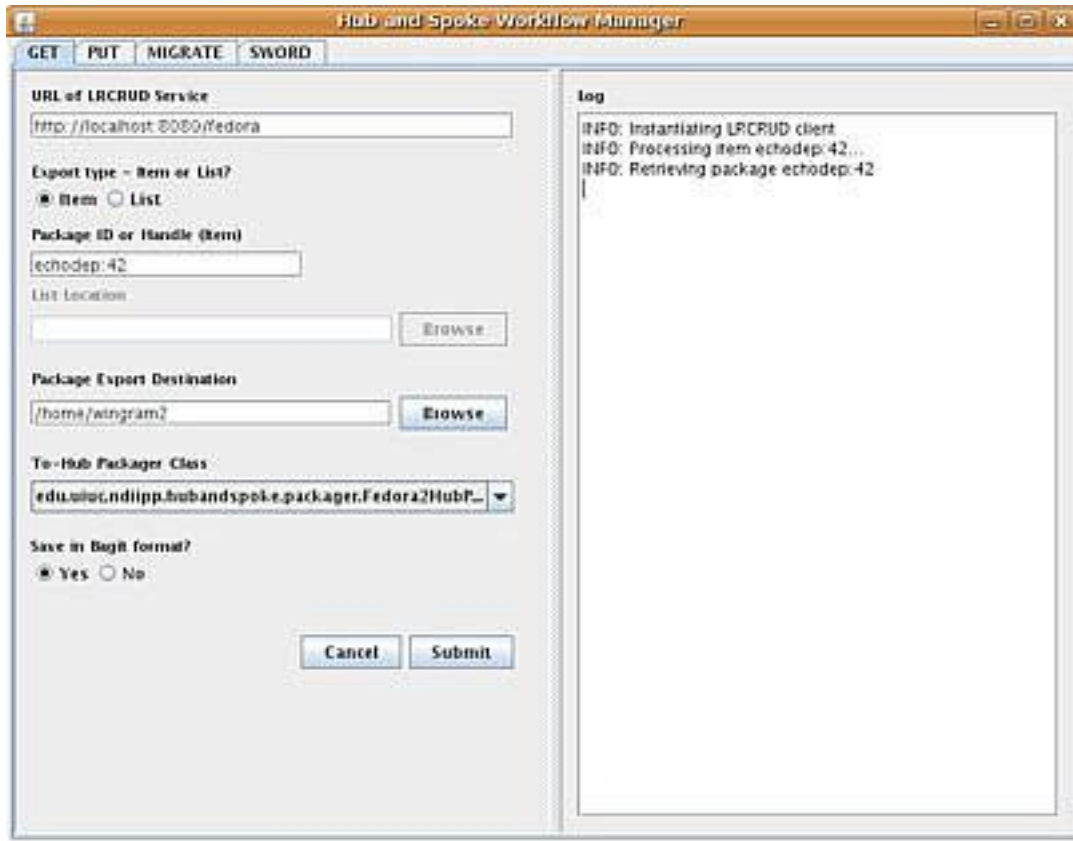 Hub and Spoke Workflow Manager
GET PUT MIGRATE SWORD
URL of LRCRUD Service
http://localhost:8080/fedora
Export type - Item or List?
Item List
Package ID or Handle (Item)
echodep:42
List Location
Browse
Package Export Destination
/home/wingram2
Browse
To-Hub Packager Class
edu.uiuc.ndiipp.hubandspoke.packager.Fedora2HubP...
Save in Bagit format?
Yes No
Cancel Submit
Log
INFO: Instantiating LRCRUD client
INFO: Processing item echodep:42...
INFO: Retrieving package echodep:42